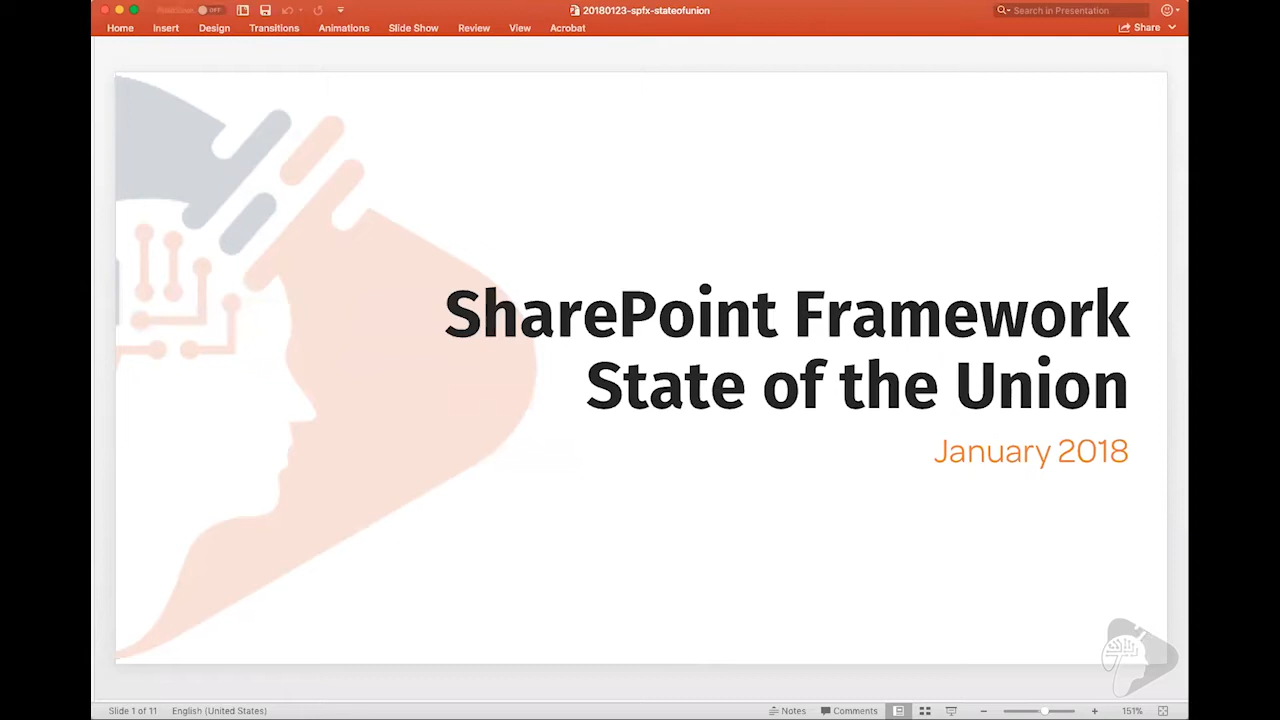 OFF
20180123-spfx-stateofunion
Search in Presentation
Home Insert Design Transitions Animations Slide Show Review View Acrobat
Share
SharePoint Framework
State of the Union
January 2018
Slide 1 of 11 English (United States)
Notes Comments 151%